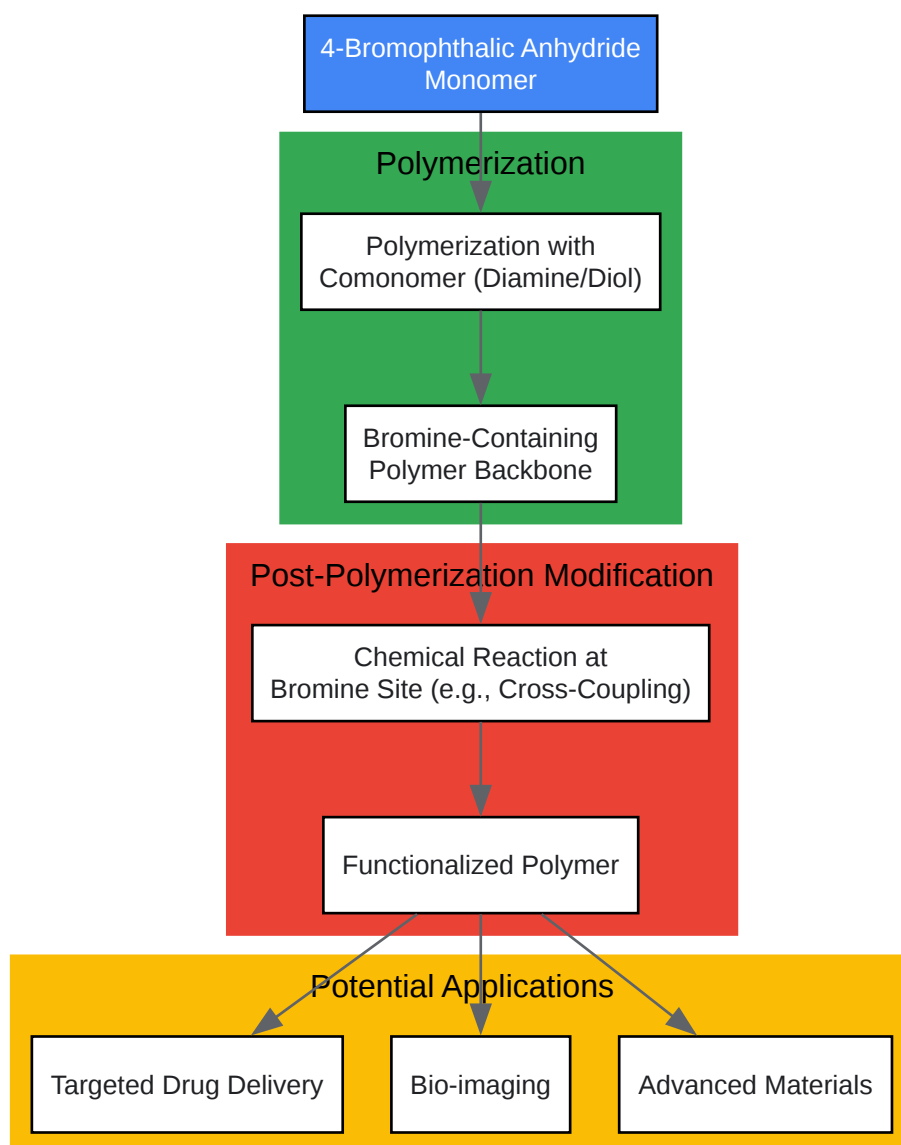 4-Bromophthalic Anhydride
Monomer
Polymerization
Polymerization with
Comonomer (Diamine/Diol)
Bromine-Containing
Polymer Backbone
Post-Polymerization Modification
Chemical Reaction at
Bromine Site (e.g., Cross-Coupling)
Functionalized Polymer
Potential Applications
Targeted Drug Delivery
Bio-imaging
Advanced Materials